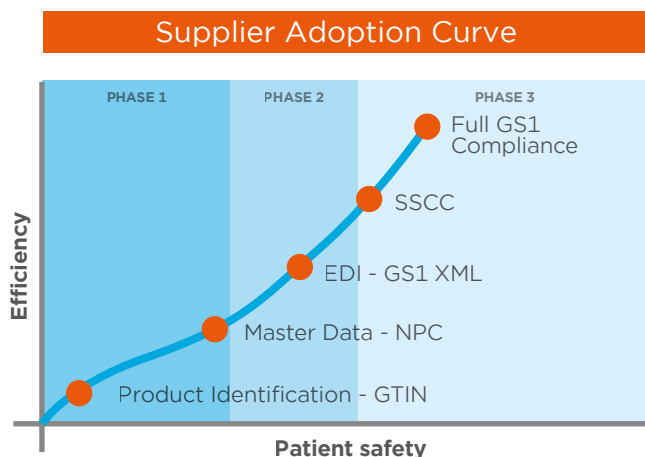 Supplier Adoption Curve
PHASE 1
PHASE 2
PHASE 3
Full GS1
Compliance
SSCC
EDI - GS1 XML
Master Data - NPC
Product Identification - GTIN
Efficiency
Patient safety